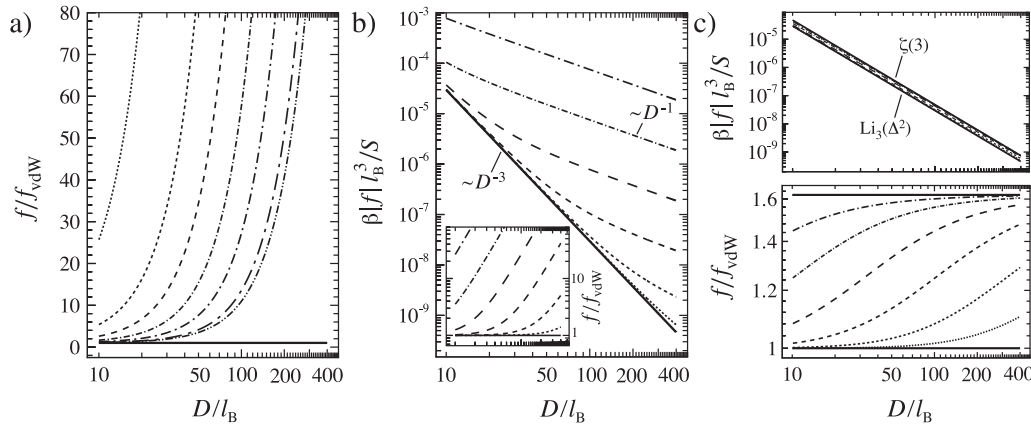 a)
f/f_vdW
80
70
60
50
40
30
20
10
0
10
50
100
200
400
D/l_B
b)
β|f| l_B^3/S
10^-3
10^-4
10^-5
10^-6
10^-7
10^-8
10^-9
~D^-1
~D^-3
10
1
f/f_vdW
10
50
100
200
400
D/l_B
c)
β|f| l_B^3/S
10^-5
10^-6
10^-7
10^-8
10^-9
ζ(3)
Li_3(Δ^2)
f/f_vdW
1.6
1.4
1.2
1
10
50
100
200
400
D/l_B